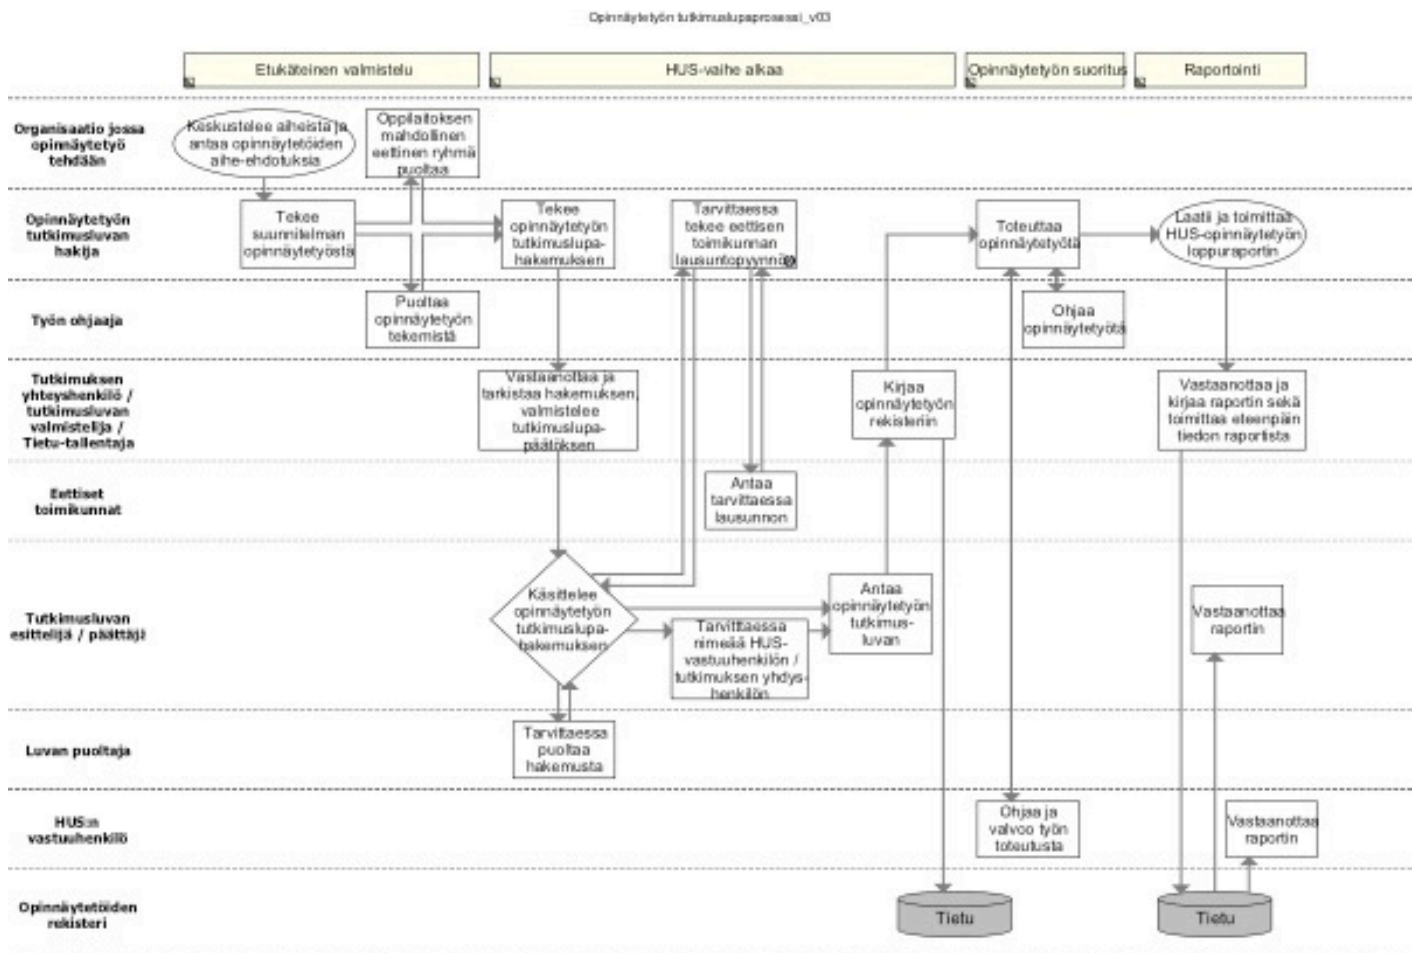 Opinnäytetyön tutkimuslupaprosessi_v03
Etukäteinen valmistelu
HUS-vaihe alkaa
Opinnäytetyön suoritus
Raportointi
Organisaatio jossa
opinnäytetyö
tehdään
Keskustelee aiheista ja
antaa opinnäytetöiden
aihe-ehdotuksia
Oppilaitoksen
mahdollinen
eettinen ryhmä
puoltaa
Opinnäytetyön
tutkimusluvan
hakija
Tekee
suunnitelman
opinnäytetyöstä
Tekee
opinnäytetyön
tutkimuslupa-
hakemuksen
Tarvittaessa
tekee eettisen
toimikunnan
lausuntopyynnön
Toteuttaa
opinnäytetyötä
Laatii ja toimittaa
HUS-opinnäytetyön
loppuraportin
Työn ohjaaja
Puoltaa
opinnäytetyön
tekemistä
Ohjaa
opinnäytetyötä
Tutkimuksen
yhteyshenkilö /
tutkimusluvan
valmistelija /
Tietu-tallentaja
Vastaanottaa ja
tarkistaa hakemuksen,
valmistelee
tutkimuslupa-
päätöksen
Kirjaa
opinnäytetyön
rekisteriin
Vastaanottaa ja
kirjaa raportin sekä
toimittaa eteenpäin
tiedon raportista
Eettiset
toimikunnat
Antaa
tarvittaessa
lausunnon
Tutkimusluvan
esittelijä / päättäjä
Käsittelee
opinnäytetyön
tutkimuslupa-
hakemuksen
Tarvitttaessa
nimeää HUS-
vastuuhenkilön /
tutkimuksen yhdys-
henkilön
Antaa
opinnäytetyön
tutkimus-
luvan
Vastaanottaa
raportin
Luvan puoltaja
Tarvittaessa
puoltaa
hakemusta
HUS:n
vastuuhenkilö
Ohjaa ja
valvoo työn
toteutusta
Vastaanottaa
raportin
Opinnäytetöiden
rekisteri
Tietu
Tietu